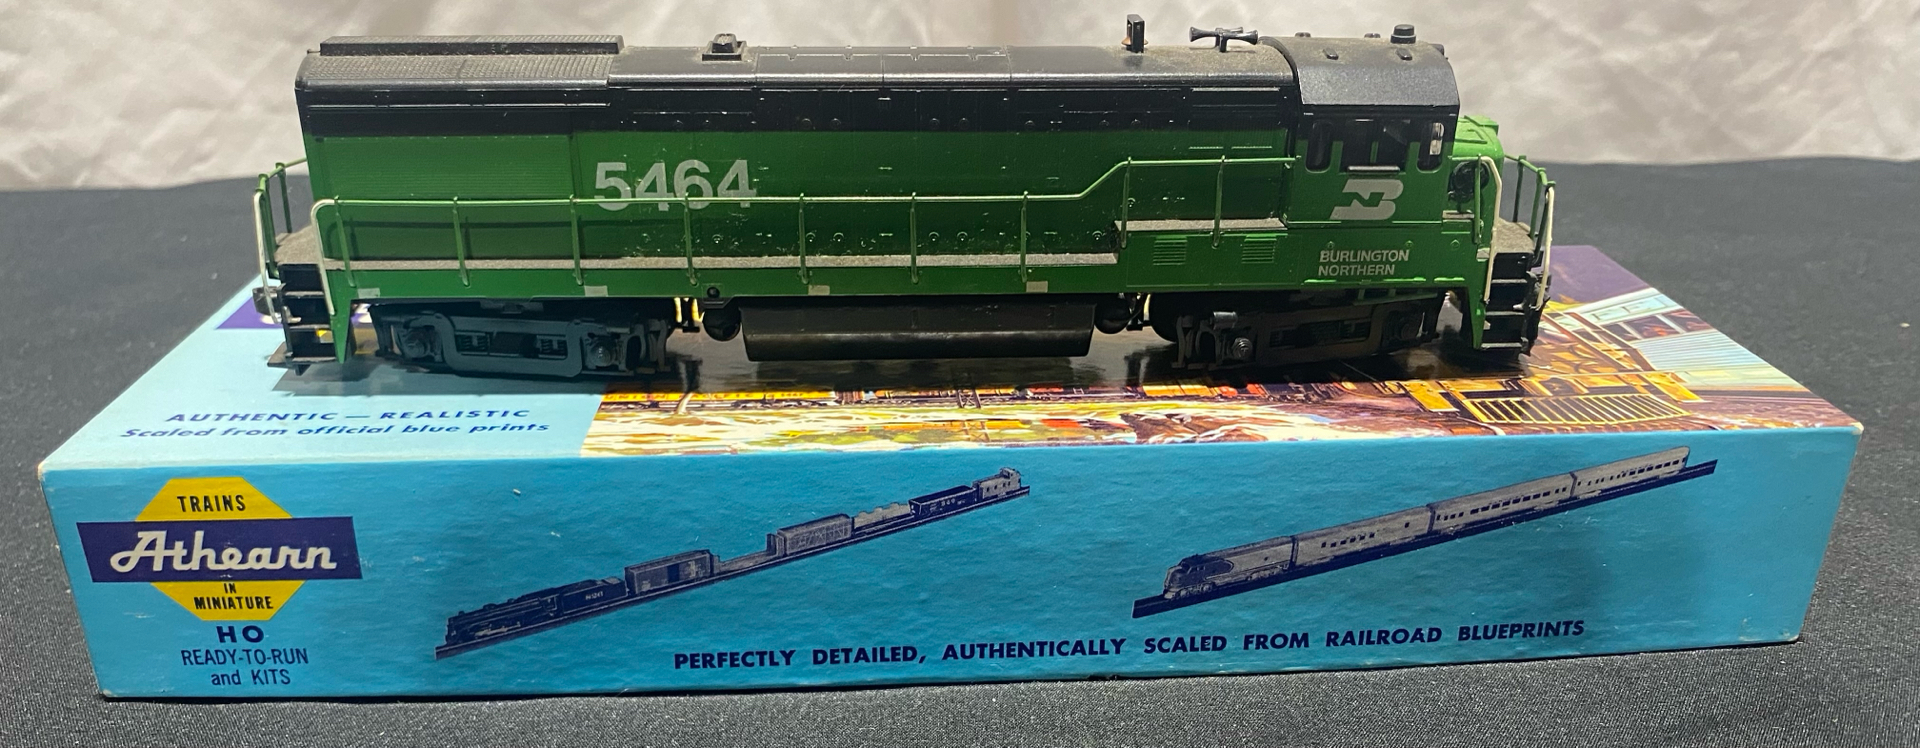 5464
BURLINGTON
NORTHERN
AUTHENTIC — REALISTIC
Scaled from official blue prints
TRAINS
Athearn
IN
MINIATURE
HO
READY-TO-RUN
and KITS
PERFECTLY DETAILED, AUTHENTICALLY SCALED FROM RAILROAD BLUEPRINTS